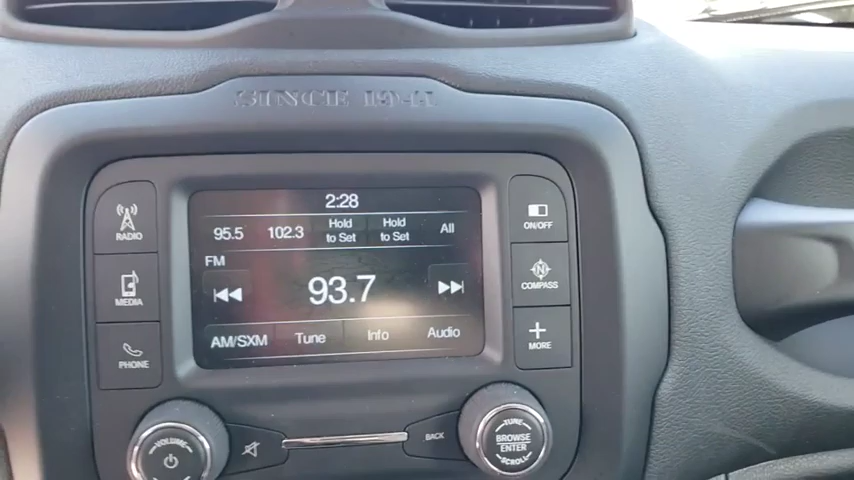 SINCE 1941
2:28
95.5 102.3 Hold to Set Hold to Set All
FM
93.7
AM/SXM Tune Info Audio
RADIO
MEDIA
PHONE
ON/OFF
COMPASS
MORE
VOLUME
BACK
TUNE
BROWSE
ENTER
SCROLL
N